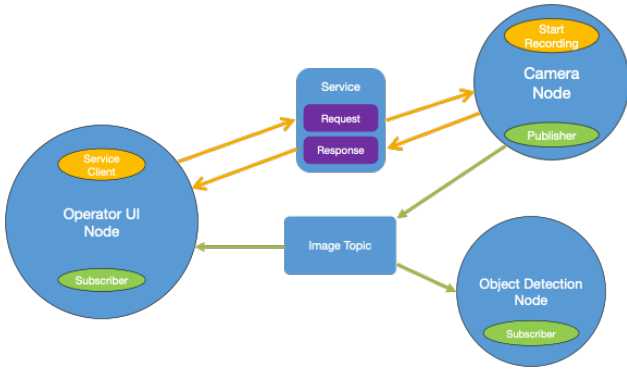 Start
Recording
Camera
Node
Publisher
Service
Request
Response
Service
Client
Operator UI
Node
Subscriber
Image Topic
Object Detection
Node
Subscriber